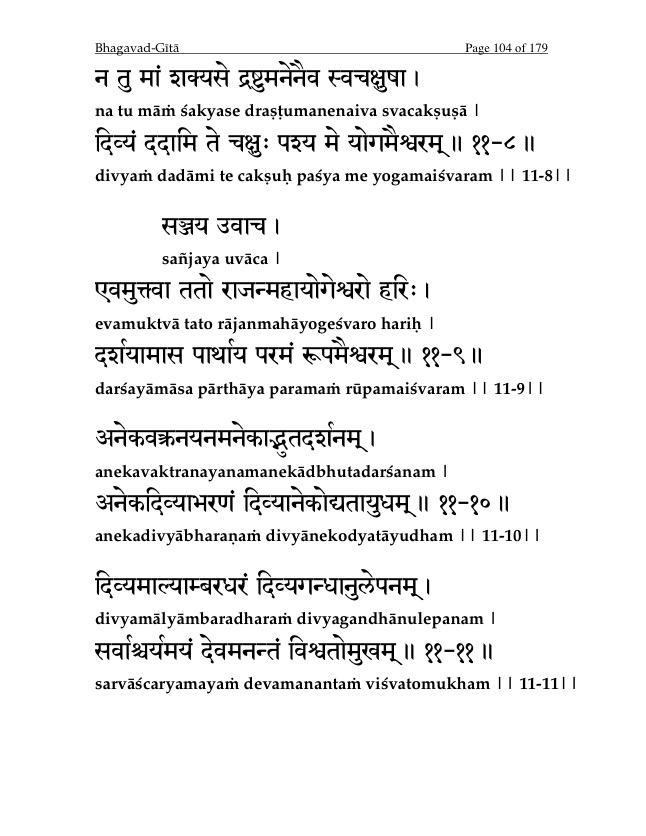 Bhagavad-Gītā Page 104 of 179
न तु मां शक्यसे द्रष्टुमनेनैव स्वचक्षुषा ।
na tu māṁ śakyase draṣṭumanenaiva svacakṣuṣā |
दिव्यं ददामि ते चक्षुः पश्य मे योगमैश्वरम् ॥ ११-८ ॥
divyaṁ dadāmi te cakṣuḥ paśya me yogamaiśvaram || 11-8||
सञ्जय उवाच ।
sañjaya uvāca |
एवमुक्त्वा ततो राजन्महायोगेश्वरो हरिः ।
evamuktvā tato rājanmahāyogeśvaro hariḥ |
दर्शयामास पार्थाय परमं रूपमैश्वरम् ॥ ११-९ ॥
darśayāmāsa pārthāya paramaṁ rūpamaiśvaram || 11-9||
अनेकवक्त्रनयनमनेकाद्भुतदर्शनम् ।
anekavaktranayanamanekādbhutadarśanam |
अनेकदिव्याभरणं दिव्यानेकोद्यतायुधम् ॥ ११-१० ॥
anekadivyābharaṇaṁ divyānekodyatāyudham || 11-10||
दिव्यमाल्याम्बरधरं दिव्यगन्धानुलेपनम् ।
divyamālyāmbaradharaṁ divyagandhānulepanam |
सर्वाश्चर्यमयं देवमनन्तं विश्वतोमुखम् ॥ ११-११ ॥
sarvāścaryamayaṁ devamanantaṁ viśvatomukham || 11-11||